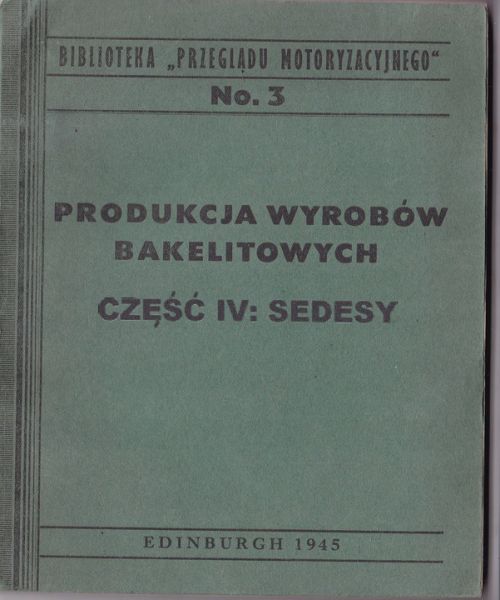 BIBLIOTEKA „PRZEGLĄDU MOTORYZACYJNEGO“
No. 3
PRODUKCJA WYROBÓW
BAKELITOWYCH
CZĘŚĆ IV: SEDESY
EDINBURGH 1945